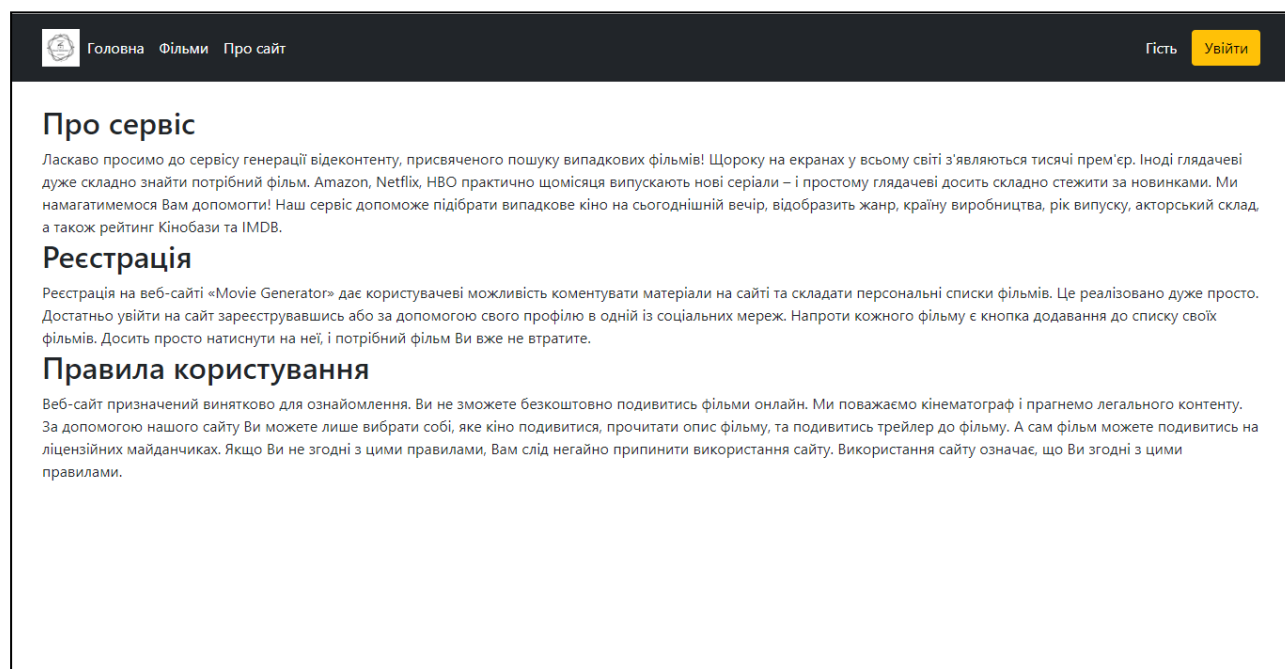 Головна Фільми Про сайт Гість Увійти
Про сервіс
Ласкаво просимо до сервісу генерації відеоконтенту, присвяченого пошуку випадкових фільмів! Щороку на екранах у всьому світі з'являються тисячі прем'єр. Іноді глядачеві
дуже складно знайти потрібний фільм. Amazon, Netflix, HBO практично щомісяця випускають нові серіали – і простому глядачеві досить складно стежити за новинками. Ми
намагатимемося Вам допомогти! Наш сервіс допоможе підібрати випадкове кіно на сьогоднішній вечір, відобразить жанр, країну виробництва, рік випуску, акторський склад,
а також рейтинг Кінобази та IMDB.
Реєстрація
Реєстрація на веб-сайті «Movie Generator» дає користувачеві можливість коментувати матеріали на сайті та складати персональні списки фільмів. Це реалізовано дуже просто.
Достатньо увійти на сайт зареєструвавшись або за допомогою свого профілю в одній із соціальних мереж. Напроти кожного фільму є кнопка додавання до списку своїх
фільмів. Досить просто натиснути на неї, і потрібний фільм Ви вже не втратите.
Правила користування
Веб-сайт призначений винятково для ознайомлення. Ви не зможете безкоштовно подивитись фільми онлайн. Ми поважаємо кінематограф і прагнемо легального контенту.
За допомогою нашого сайту Ви можете лише вибрати собі, яке кіно подивитися, прочитати опис фільму, та подивитись трейлер до фільму. А сам фільм можете подивитись на
ліцензійних майданчиках. Якщо Ви не згодні з цими правилами, Вам слід негайно припинити використання сайту. Використання сайту означає, що Ви згодні з цими
правилами.